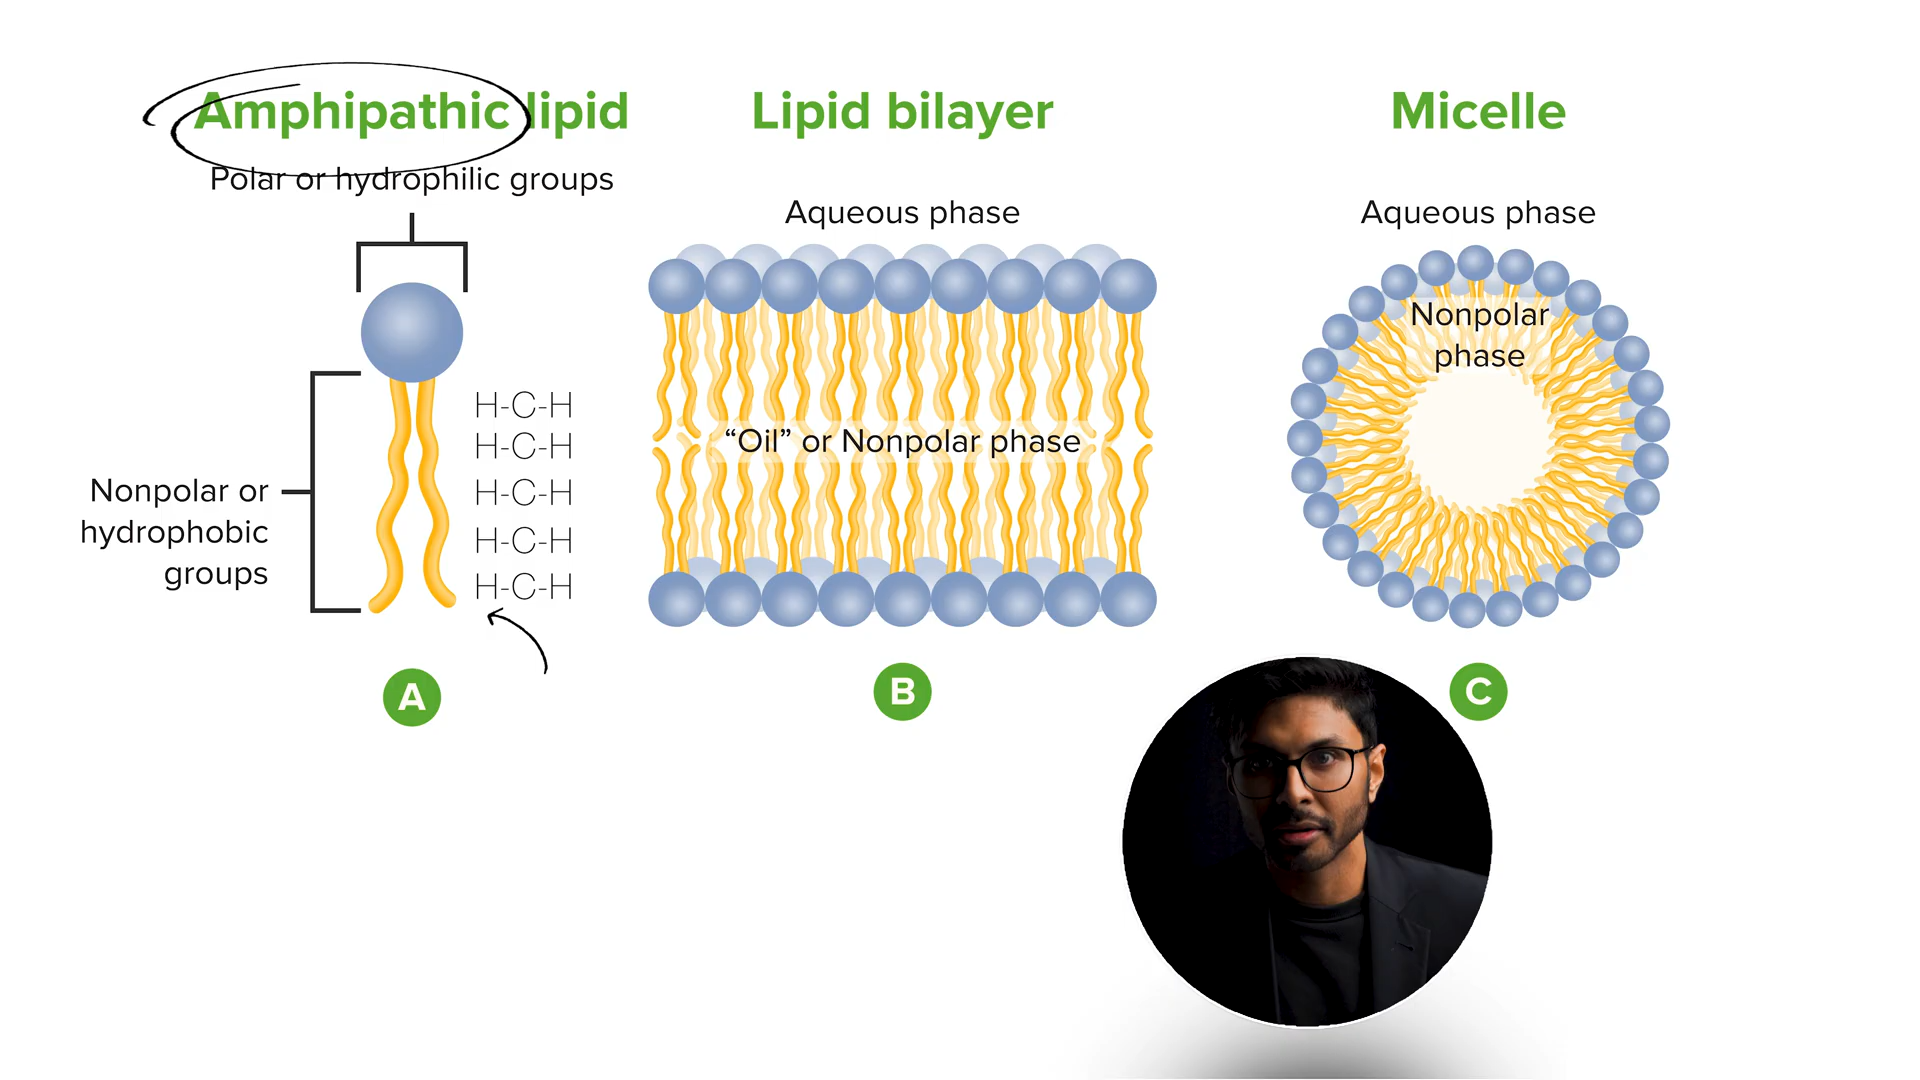 Amphipathic lipid
Polar or hydrophilic groups
Nonpolar or
hydrophobic
groups
H-C-H
H-C-H
H-C-H
H-C-H
H-C-H
A
Lipid bilayer
Aqueous phase
“Oil” or Nonpolar phase
B
Micelle
Aqueous phase
Nonpolar
phase
C